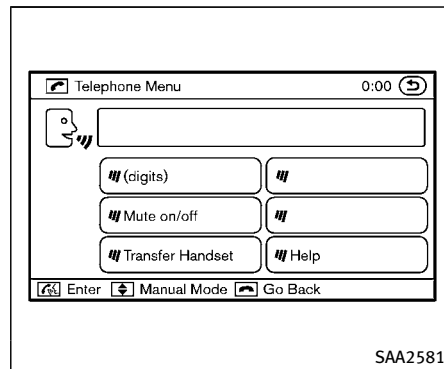 Telephone Menu 0:00
(digits)
Mute on/off
Transfer Handset Help
Enter Manual Mode Go Back
SAA2581